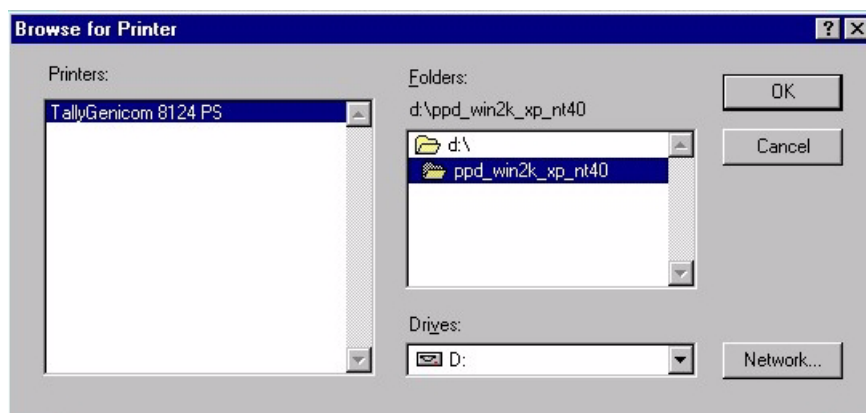 Browse for Printer
Printers:
TallyGenicom 8124 PS
Folders:
d:\ppd_win2k_xp_nt40
d:\
ppd_win2k_xp_nt40
Drives:
D:
OK
Cancel
Network...